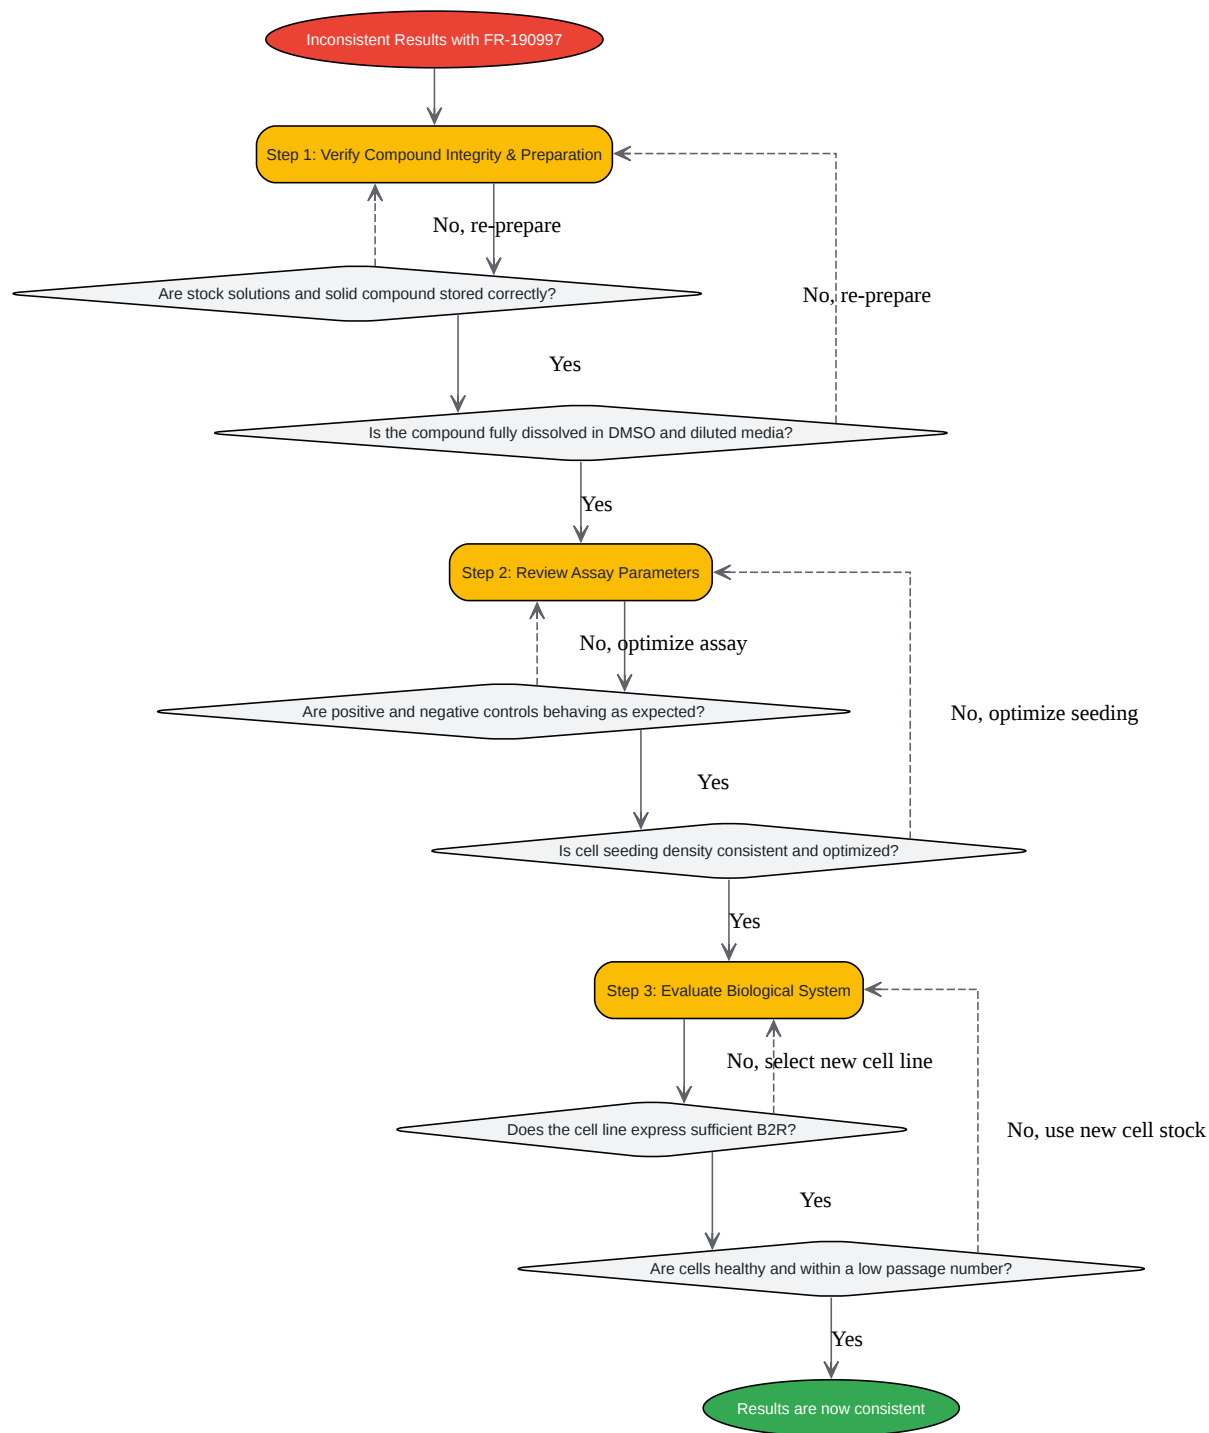 Inconsistent Results with FR-190997
Step 1: Verify Compound Integrity & Preparation
No, re-prepare
Are stock solutions and solid compound stored correctly?
No, re-prepare
Yes
Is the compound fully dissolved in DMSO and diluted media?
Yes
Step 2: Review Assay Parameters
No, optimize assay
Are positive and negative controls behaving as expected?
No, optimize seeding
Yes
Is cell seeding density consistent and optimized?
Yes
Step 3: Evaluate Biological System
No, select new cell line
Does the cell line express sufficient B2R?
No, use new cell stock
Yes
Are cells healthy and within a low passage number?
Yes
Results are now consistent